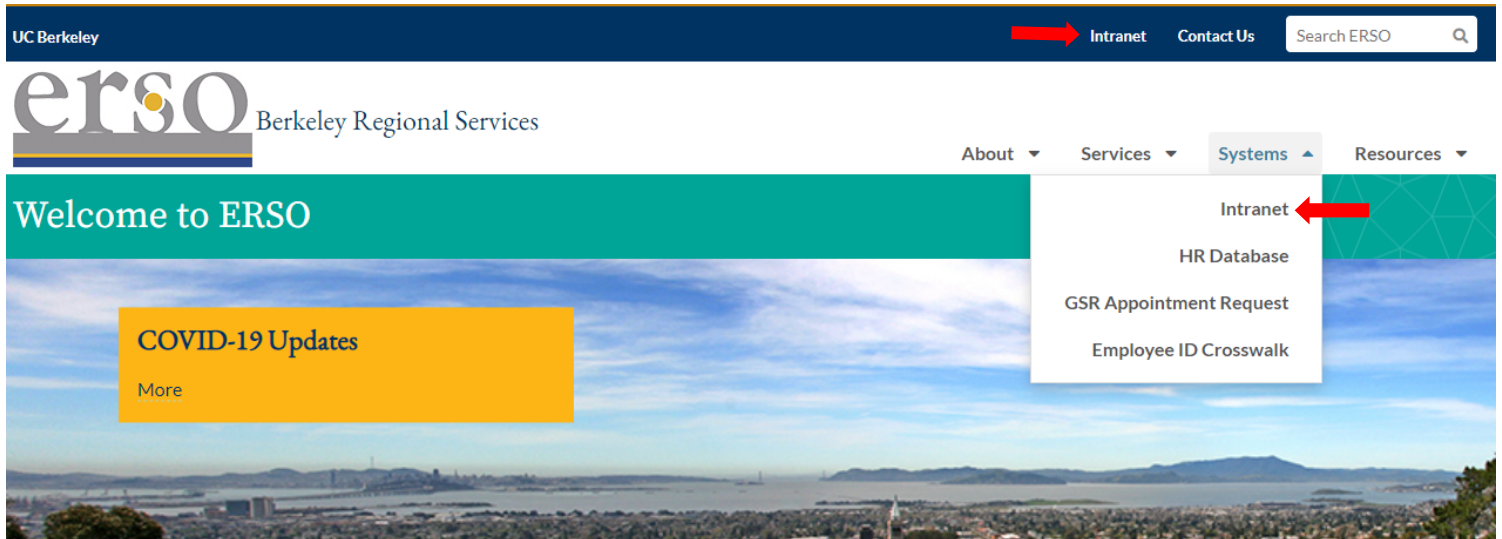 UC Berkeley
Intranet
Contact Us
Search ERSO
erso
Berkeley Regional Services
About
Services
Systems
Resources
Welcome to ERSO
Intranet
HR Database
GSR Appointment Request
Employee ID Crosswalk
COVID-19 Updates
More